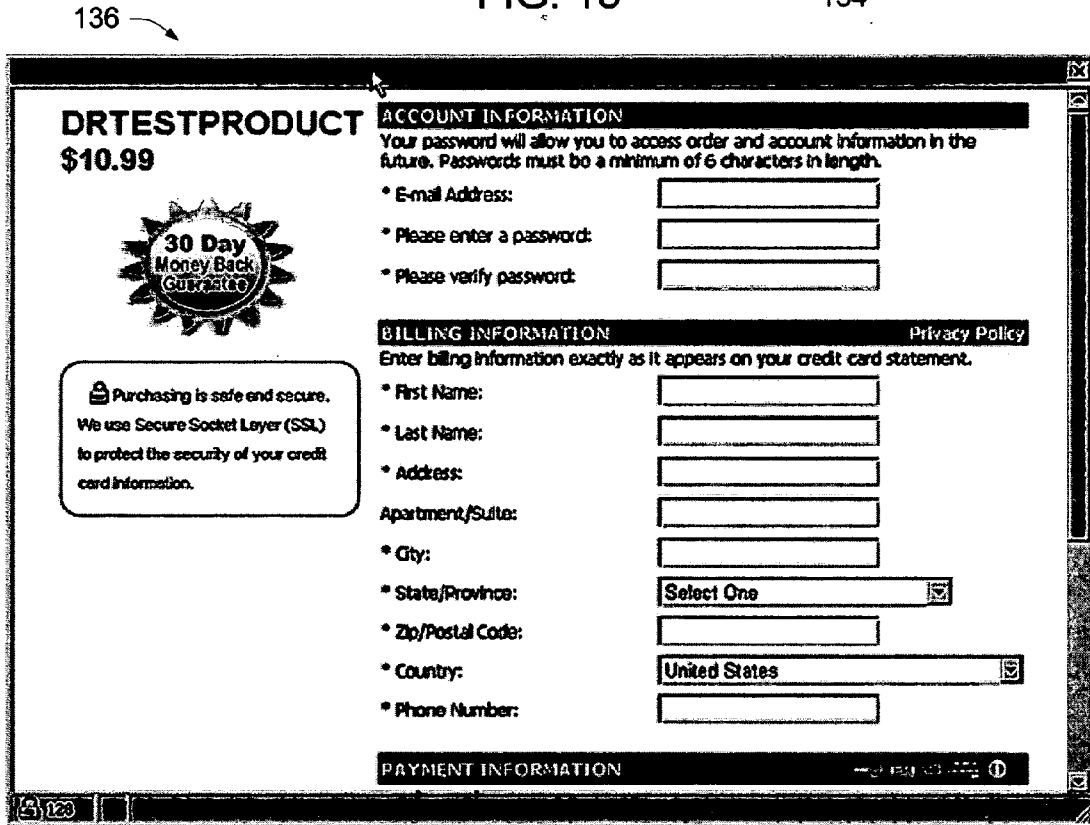 FIG. 13
134
136
DRTESTPRODUCT
$10.99
30 Day
Money Back
Guarantee
Purchasing is safe end secure.
We use Secure Socket Layer (SSL)
to protect the security of your credit
card information.
ACCOUNT INFORMATION
Your password will allow you to access order and account information in the
future. Passwords must be a minimum of 6 characters in length.
* E-mail Address:
* Please enter a password:
* Please verify password:
BILLING INFORMATION Privacy Policy
Enter billing information exactly as it appears on your credit card statement.
* First Name:
* Last Name:
* Address:
Apartment/Suite:
* City:
* State/Province: Select One
* Zip/Postal Code:
* Country: United States
* Phone Number:
PAYMENT INFORMATION
128